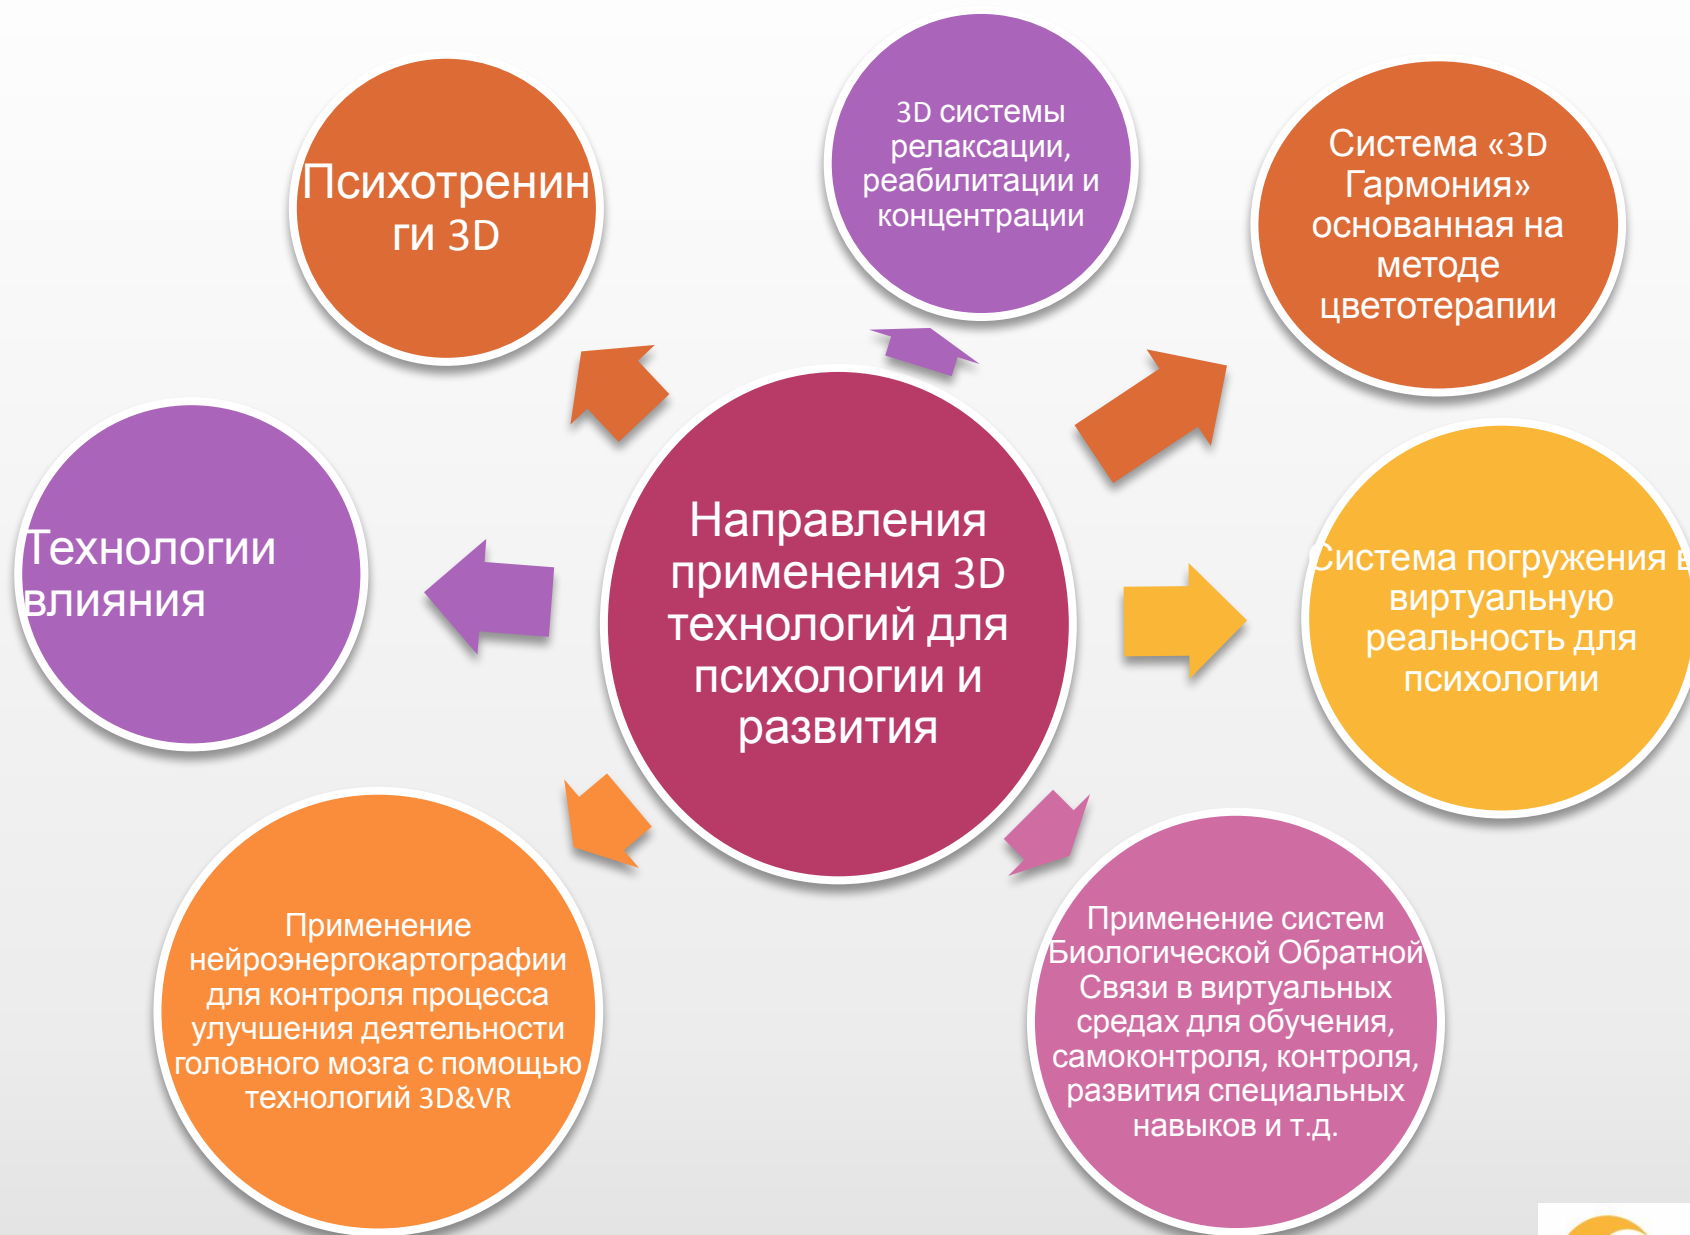 3D системы
релаксации,
реабилитации и
концентрации
Система «3D
Гармония»
основанная на
методе
цветотерапии
Система погружения в
виртуальную
реальность для
психологии
Применение систем
Биологической Обратной
Связи в виртуальных
средах для обучения,
самоконтроля, контроля,
развития специальных
навыков и т.д.
Применение
нейроэнергокартографии
для контроля процесса
улучшения деятельности
головного мозга с помощью
технологий 3D&VR
Технологии
влияния
Психотренин
ги 3D
Направления
применения 3D
технологий для
психологии и
развития